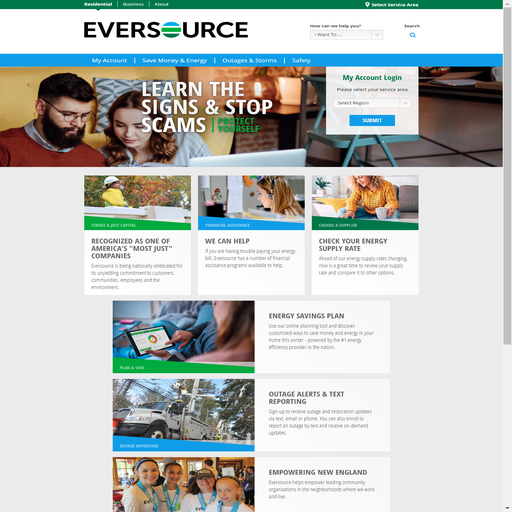 Residential | Business | About
Select Service Area
EVERSOURCE
How can we help you?
Search
I Want To ...
My Account | Save Money & Energy | Outages & Storms | Safety
LEARN THE
SIGNS & STOP
SCAMS | PROTECT
YOURSELF
My Account Login
Please select your service area
Select Region
SUBMIT
FORBES & JUST CAPITAL
RECOGNIZED AS ONE OF
AMERICA'S "MOST JUST"
COMPANIES
Eversource is being nationally celebrated for
its unyielding commitment to customers,
communities, employees and the
environment.
FINANCIAL ASSISTANCE
WE CAN HELP
If you are having trouble paying your energy
bill, Eversource has a number of financial
assistance programs available to help.
CHOOSE A SUPPLIER
CHECK YOUR ENERGY
SUPPLY RATE
Ahead of our energy supply rates changing,
now is a great time to review your supply
rate and compare it to other options.
PLAN & SAVE
ENERGY SAVINGS PLAN
Use our online planning tool and discover
customized ways to save money and energy in your
home this winter - powered by the #1 energy
efficiency provider in the nation.
OUTAGE REPORTING
OUTAGE ALERTS & TEXT
REPORTING
Sign-up to receive outage and restoration updates
via text, email or phone. You can also enroll to
report an outage by text and receive on-demand
updates.
EMPOWERING NEW ENGLAND
Eversource helps empower leading community
organizations in the neighborhoods where we work
and live.